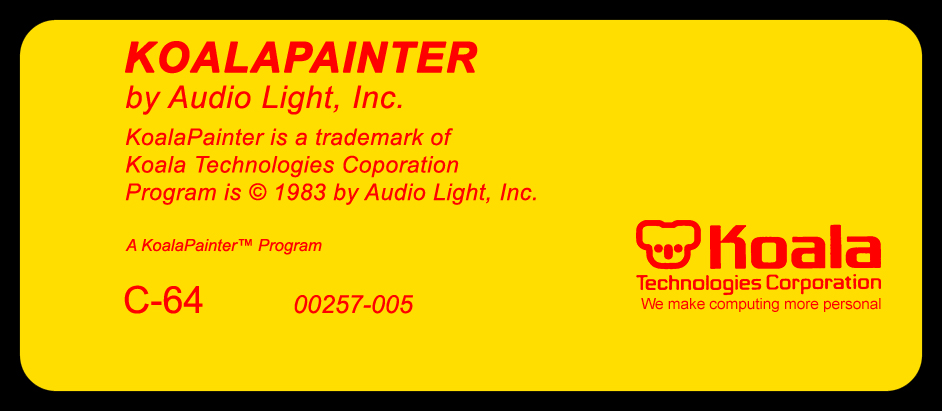 KOALAPAINTER
by Audio Light, Inc.
KoalaPainter is a trademark of
Koala Technologies Coporation
Program is © 1983 by Audio Light, Inc.
A KoalaPainter™ Program
C-64 00257-005
Koala
Technologies Corporation
We make computing more personal